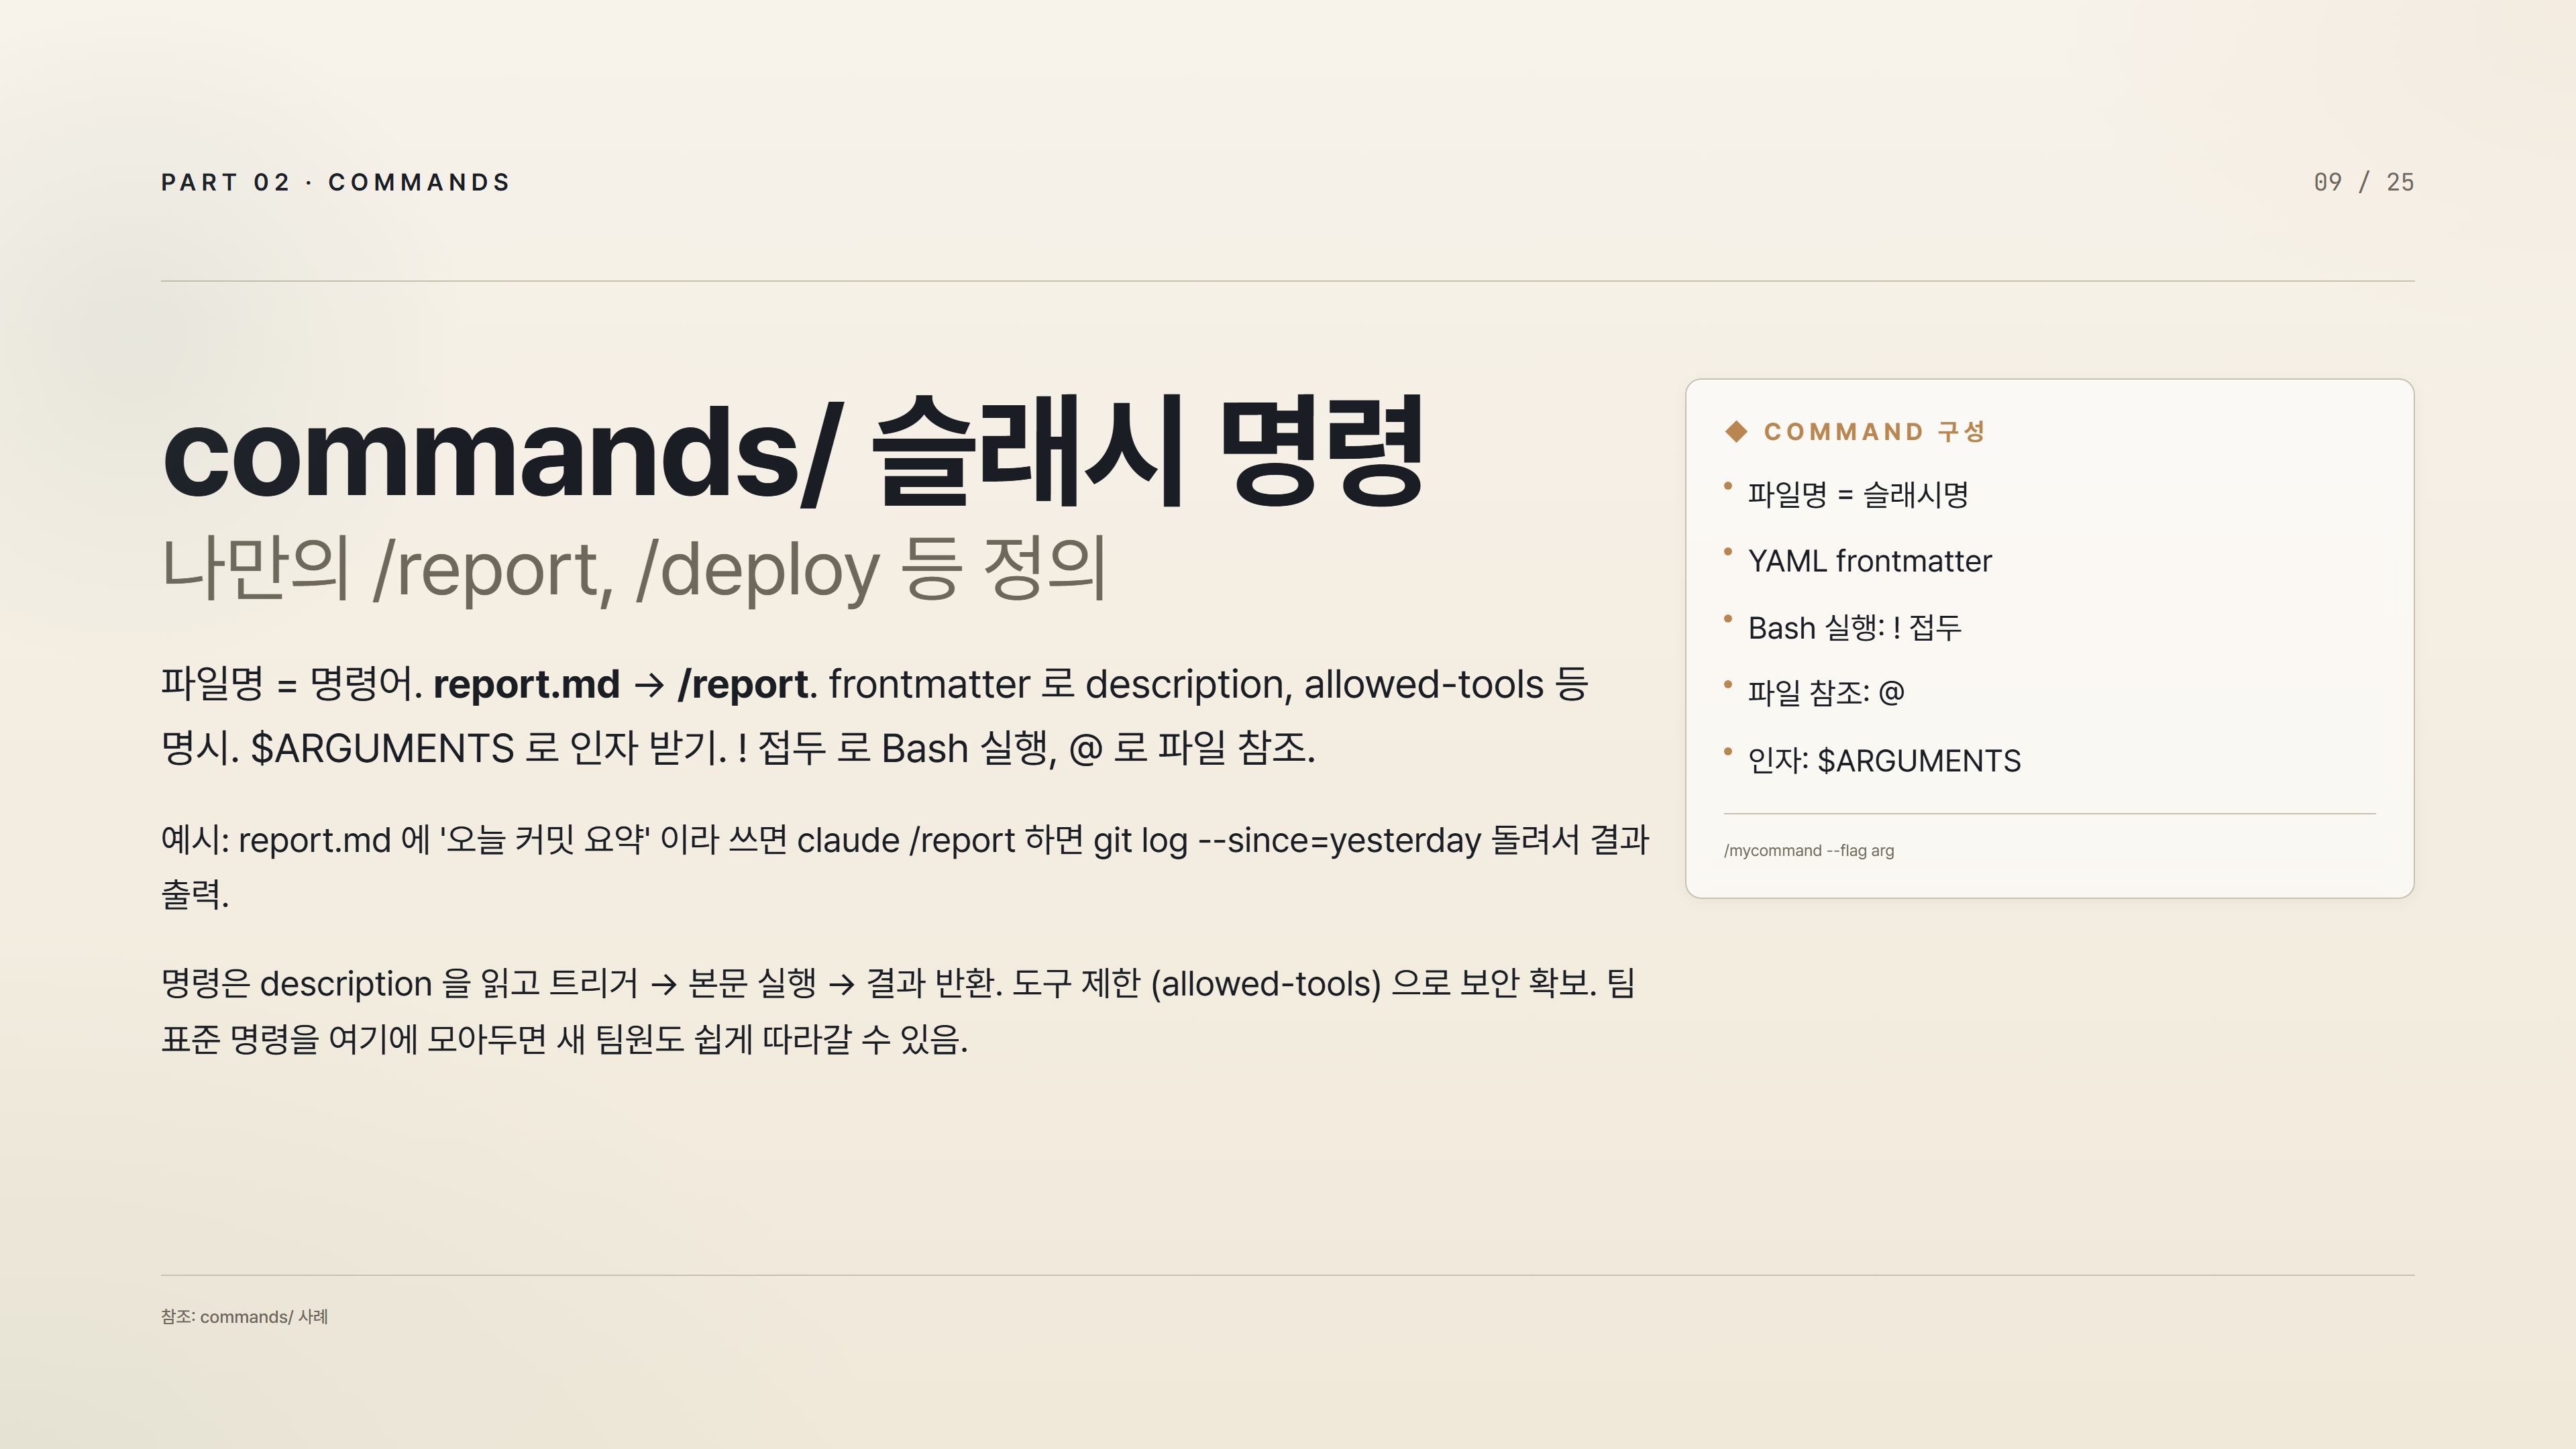 PART 02 · COMMANDS
09 / 25
commands/ 슬래시 명령
나만의 /report, /deploy 등 정의
파일명 = 명령어. report.md → /report. frontmatter 로 description, allowed-tools 등
명시. $ARGUMENTS 로 인자 받기. ! 접두 로 Bash 실행, @ 로 파일 참조.
예시: report.md 에 '오늘 커밋 요약' 이라 쓰면 claude /report 하면 git log --since=yesterday 돌려서 결과
출력.
명령은 description 을 읽고 트리거 → 본문 실행 → 결과 반환. 도구 제한 (allowed-tools) 으로 보안 확보. 팀
표준 명령을 여기에 모아두면 새 팀원도 쉽게 따라갈 수 있음.
◆ COMMAND 구성
• 파일명 = 슬래시명
• YAML frontmatter
• Bash 실행: ! 접두
• 파일 참조: @
• 인자: $ARGUMENTS
/mycommand --flag arg
참조: commands/ 사례